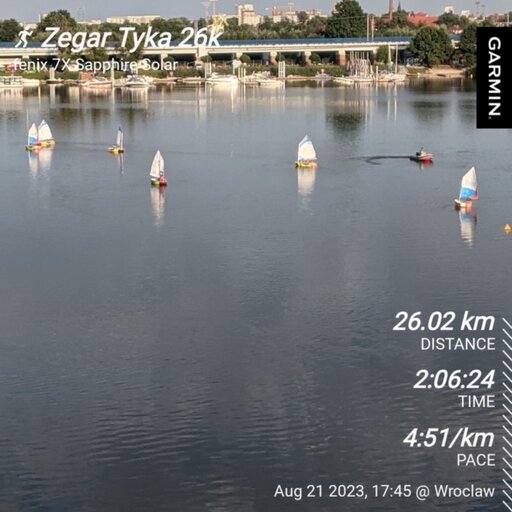 Zegar Tyka 26k
fenix 7X Sapphire Solar
GARMIN.
26.02 km
DISTANCE
2:06:24
TIME
4:51/km
PACE
Aug 21 2023, 17:45 @ Wroclaw